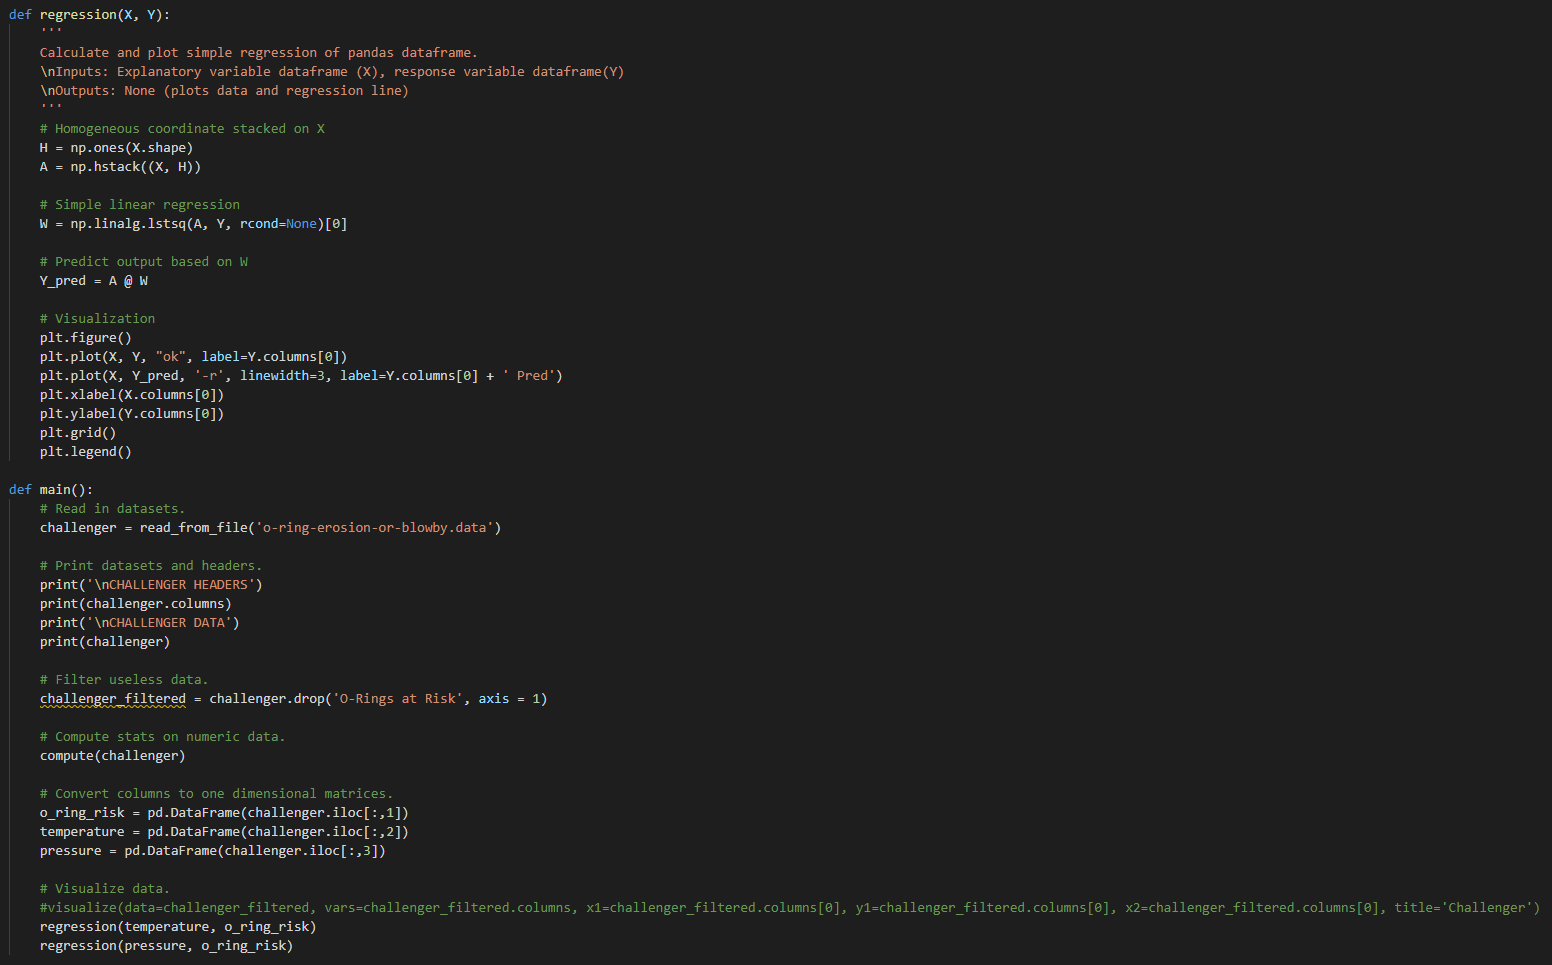 def regression(X, Y):
    '''
    Calculate and plot simple regression of pandas dataframe.
    \nInputs: Explanatory variable dataframe (X), response variable dataframe(Y)
    \nOutputs: None (plots data and regression line)
    '''
    # Homogeneous coordinate stacked on X
    H = np.ones(X.shape)
    A = np.hstack((X, H))

    # Simple linear regression
    W = np.linalg.lstsq(A, Y, rcond=None)[0]

    # Predict output based on W
    Y_pred = A @ W

    # Visualization
    plt.figure()
    plt.plot(X, Y, "ok", label=Y.columns[0])
    plt.plot(X, Y_pred, '-r', linewidth=3, label=Y.columns[0] + ' Pred')
    plt.xlabel(X.columns[0])
    plt.ylabel(Y.columns[0])
    plt.grid()
    plt.legend()

def main():
    # Read in datasets.
    challenger = read_from_file('o-ring-erosion-or-blowby.data')

    # Print datasets and headers.
    print('\nCHALLENGER HEADERS')
    print(challenger.columns)
    print('\nCHALLENGER DATA')
    print(challenger)

    # Filter useless data.
    challenger_filtered = challenger.drop('O-Rings at Risk', axis = 1)

    # Compute stats on numeric data.
    compute(challenger)

    # Convert columns to one dimensional matrices.
    o_ring_risk = pd.DataFrame(challenger.iloc[:,1])
    temperature = pd.DataFrame(challenger.iloc[:,2])
    pressure = pd.DataFrame(challenger.iloc[:,3])

    # Visualize data.
    #visualize(data=challenger_filtered, vars=challenger_filtered.columns, x1=challenger_filtered.columns[0], y1=challenger_filtered.columns[0], x2=challenger_filtered.columns[0], title='Challenger')
    regression(temperature, o_ring_risk)
    regression(pressure, o_ring_risk)